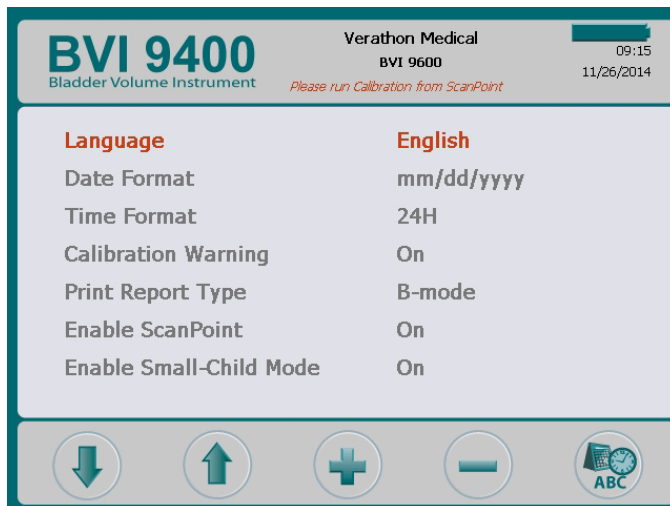 BVI 9400
Bladder Volume Instrument
Verathon Medical
BVI 9600
Please run Calibration from ScanPoint
09:15
11/26/2014
Language English
Date Format mm/dd/yyyy
Time Format 24H
Calibration Warning On
Print Report Type B-mode
Enable ScanPoint On
Enable Small-Child Mode On
ABC